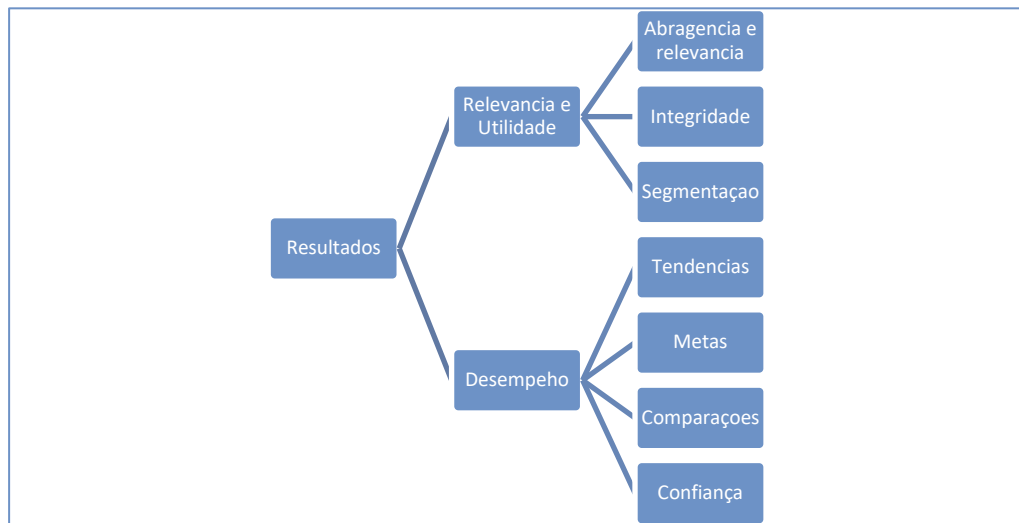 Abragencia e
relevancia
Relevancia e
Utilidade
Integridade
Segmentaçao
Resultados
Tendencias
Metas
Desempeho
Comparaçoes
Confiança